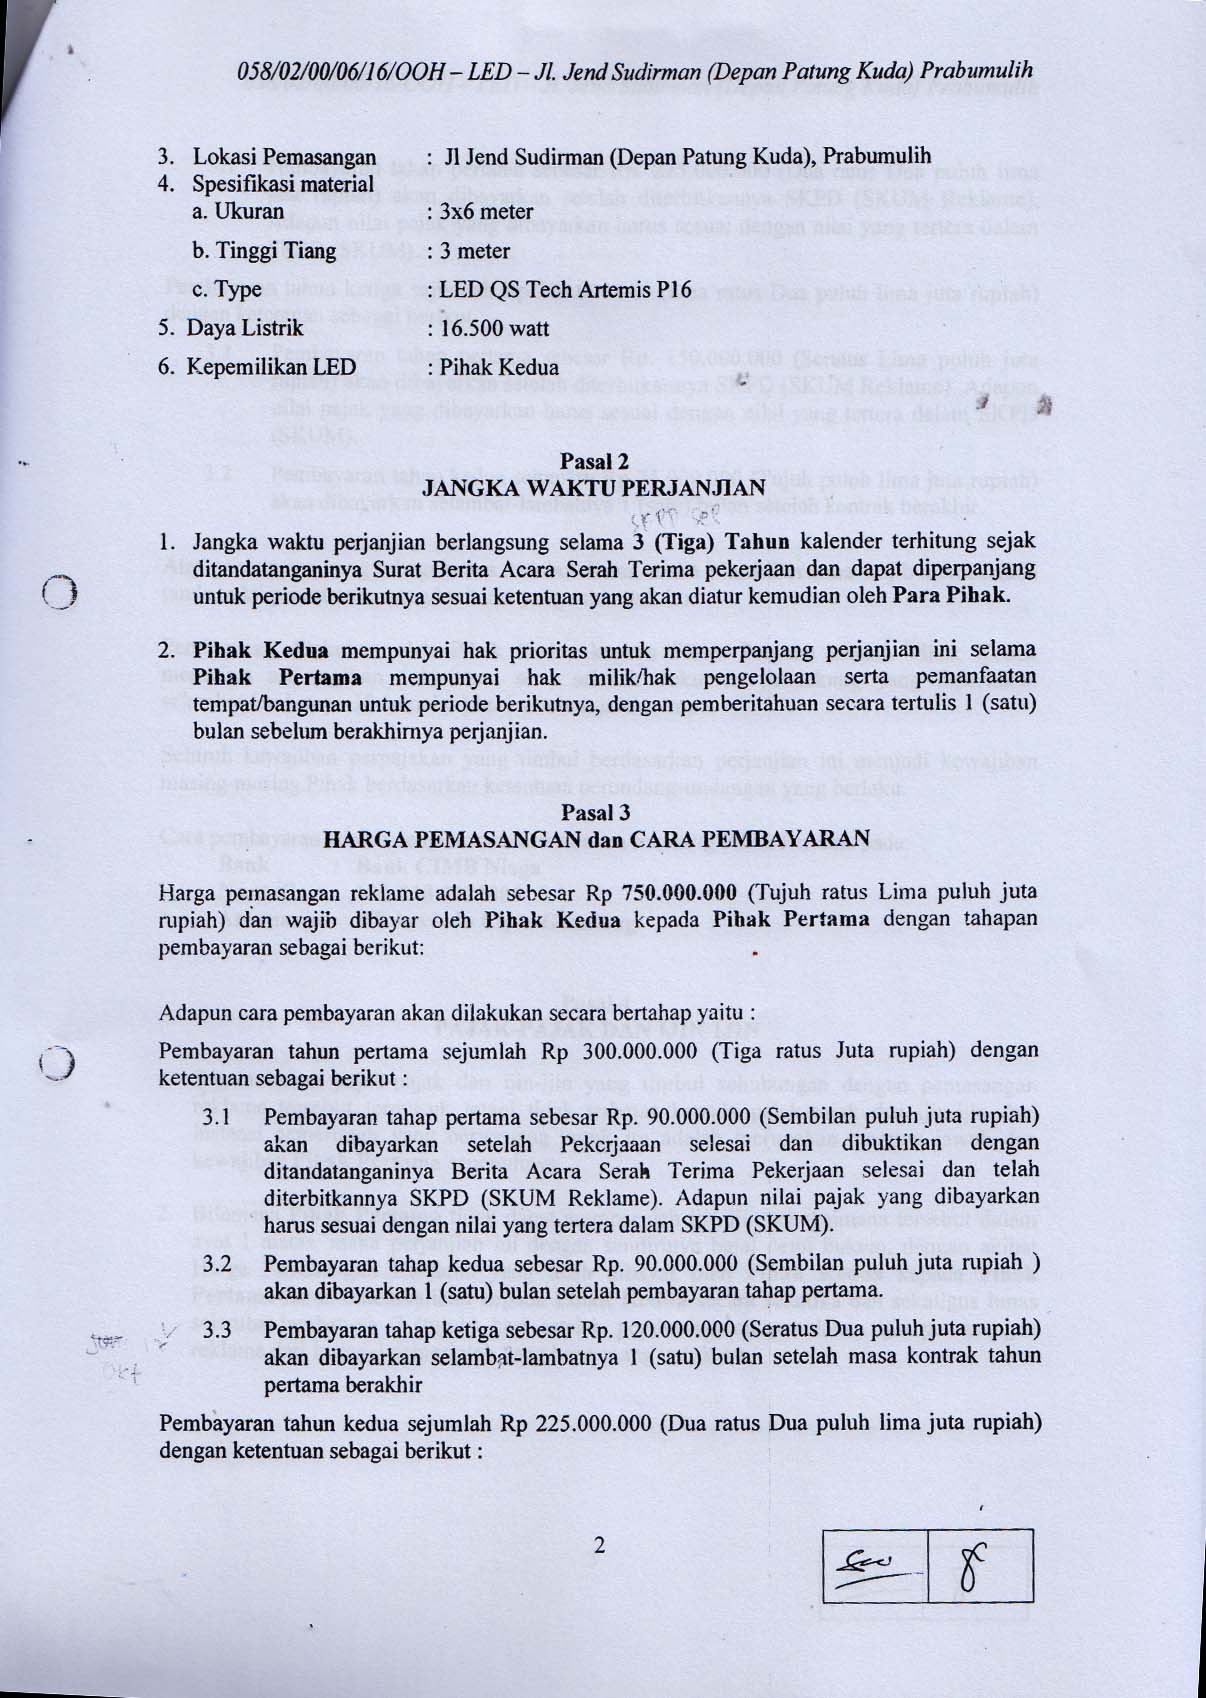 058/02/00/06/16/OOH – LED – Jl. Jend Sudirman (Depan Patung Kuda) Prabumulih
3. Lokasi Pemasangan : Jl Jend Sudirman (Depan Patung Kuda), Prabumulih
4. Spesifikasi material
a. Ukuran : 3x6 meter
b. Tinggi Tiang : 3 meter
c. Type : LED QS Tech Artemis P16
5. Daya Listrik : 16.500 watt
6. Kepemilikan LED : Pihak Kedua
Pasal 2
JANGKA WAKTU PERJANJIAN
1. Jangka waktu perjanjian berlangsung selama 3 (Tiga) Tahun kalender terhitung sejak
ditandatanganinya Surat Berita Acara Serah Terima pekerjaan dan dapat diperpanjang
untuk periode berikutnya sesuai ketentuan yang akan diatur kemudian oleh Para Pihak.
2. Pihak Kedua mempunyai hak prioritas untuk memperpanjang perjanjian ini selama
Pihak Pertama mempunyai hak milik/hak pengelolaan serta pemanfaatan
tempat/bangunan untuk periode berikutnya, dengan pemberitahuan secara tertulis 1 (satu)
bulan sebelum berakhirnya perjanjian.
Pasal 3
HARGA PEMASANGAN dan CARA PEMBAYARAN
Harga pemasangan reklame adalah sebesar Rp 750.000.000 (Tujuh ratus Lima puluh juta
rupiah) dan wajib dibayar oleh Pihak Kedua kepada Pihak Pertama dengan tahapan
pembayaran sebagai berikut:
Adapun cara pembayaran akan dilakukan secara bertahap yaitu :
Pembayaran tahun pertama sejumlah Rp 300.000.000 (Tiga ratus Juta rupiah) dengan
ketentuan sebagai berikut :
3.1 Pembayaran tahap pertama sebesar Rp. 90.000.000 (Sembilan puluh juta rupiah)
akan dibayarkan setelah Pekerjaaan selesai dan dibuktikan dengan
ditandatanganinya Berita Acara Serah Terima Pekerjaan selesai dan telah
diterbitkannya SKPD (SKUM Reklame). Adapun nilai pajak yang dibayarkan
harus sesuai dengan nilai yang tertera dalam SKPD (SKUM).
3.2 Pembayaran tahap kedua sebesar Rp. 90.000.000 (Sembilan puluh juta rupiah )
akan dibayarkan 1 (satu) bulan setelah pembayaran tahap pertama.
3.3 Pembayaran tahap ketiga sebesar Rp. 120.000.000 (Seratus Dua puluh juta rupiah)
akan dibayarkan selambat-lambatnya 1 (satu) bulan setelah masa kontrak tahun
pertama berakhir
Okt
Pembayaran tahun kedua sejumlah Rp 225.000.000 (Dua ratus Dua puluh lima juta rupiah)
dengan ketentuan sebagai berikut :
2